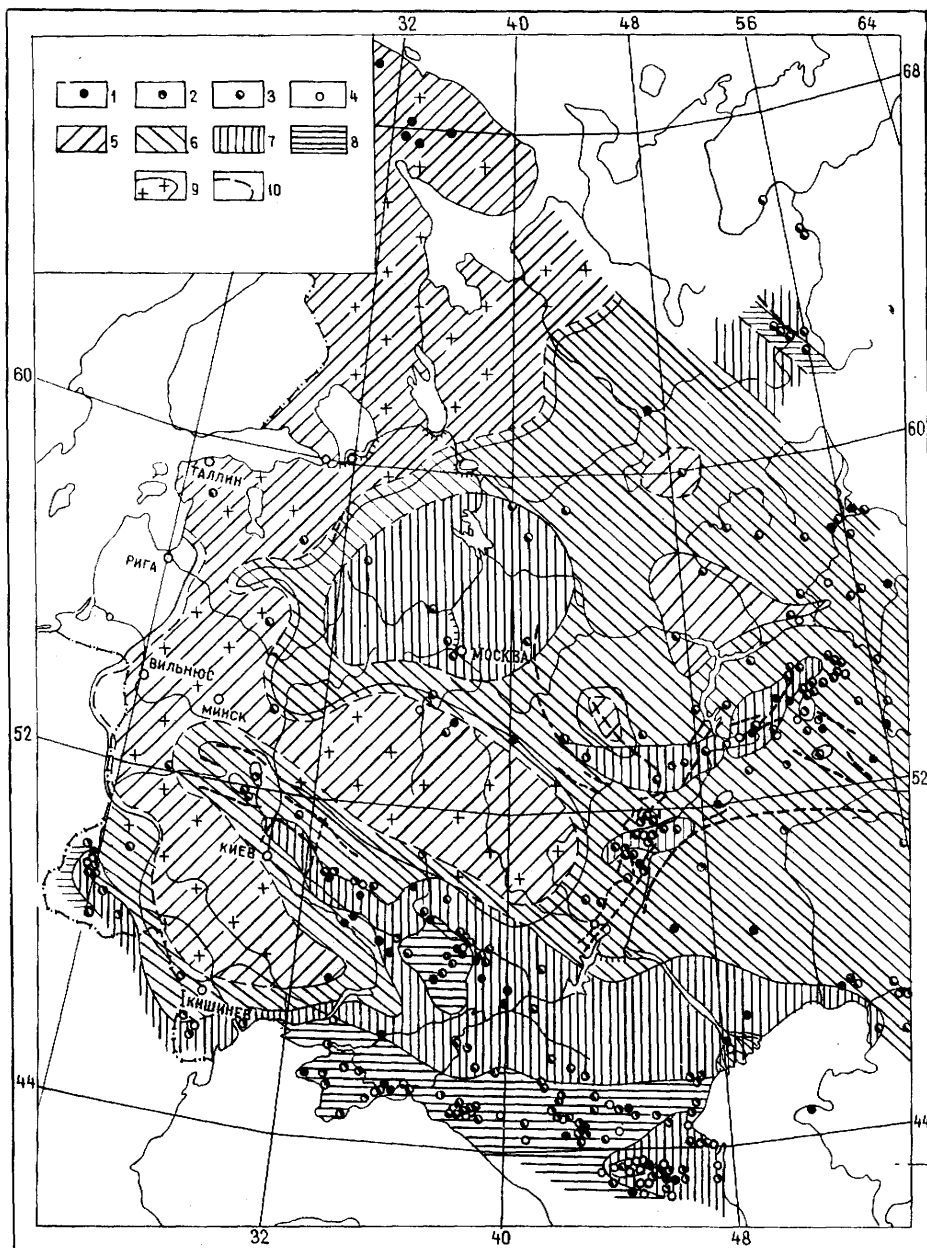 32 40 48 56 64
68
1 2 3 4
5 6 7 8
9 10
60
60
ТАЛЛИН
РИГА
МОСКВА
ВИЛЬНЮС
МИНСК
52
52
КИЕВ
КИШИНЕВ
44
44
32 40 48